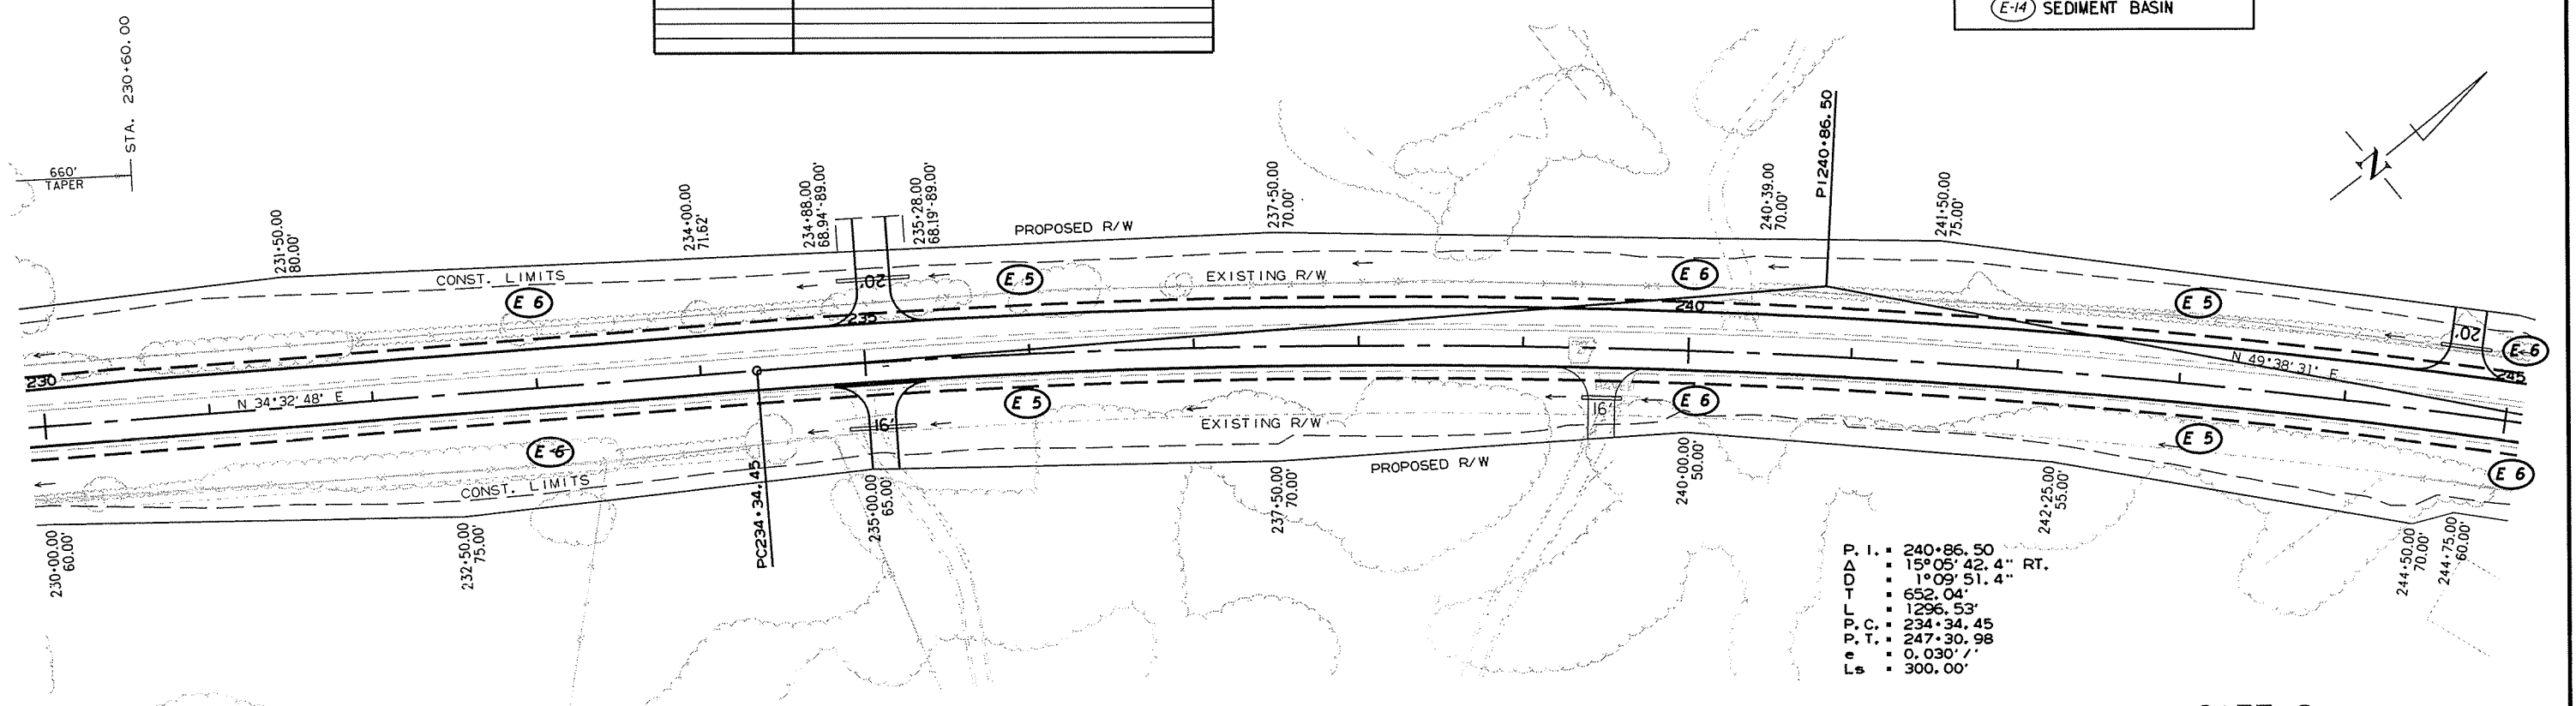 E-14 SEDIMENT BASIN
STA. 230+60.00
660'
TAPER
231+50.00
80.00'
234+00.00
71.62'
234+88.00
68.94'-89.00'
235+28.00
68.19'-89.00'
PROPOSED R/W
237+50.00
70.00'
240+39.00
70.00'
PI240+86.50
241+50.00
75.00'
N
CONST. LIMITS
E 6
20'
E 5
EXISTING R/W
E 6
E 5
20'
E-6
235
240
230
245
N 34°32'48" E
N 49°38'31" E
E 6
16'
E 5
EXISTING R/W
16'
E 6
E 5
E 6
CONST. LIMITS
PROPOSED R/W
230+00.00
60.00'
232+50.00
75.00'
PC234+34.45
235+00.00
65.00'
237+50.00
70.00'
240+00.00
50.00'
242+25.00
55.00'
244+50.00
70.00'
244+75.00
60.00'
P.I. = 240+86.50
Δ = 15°05'42.4" RT.
D = 1°09'51.4"
T = 652.04'
L = 1296.53'
P.C. = 234+34.45
P.T. = 247+30.98
e = 0.030'/'
Ls = 300.00'